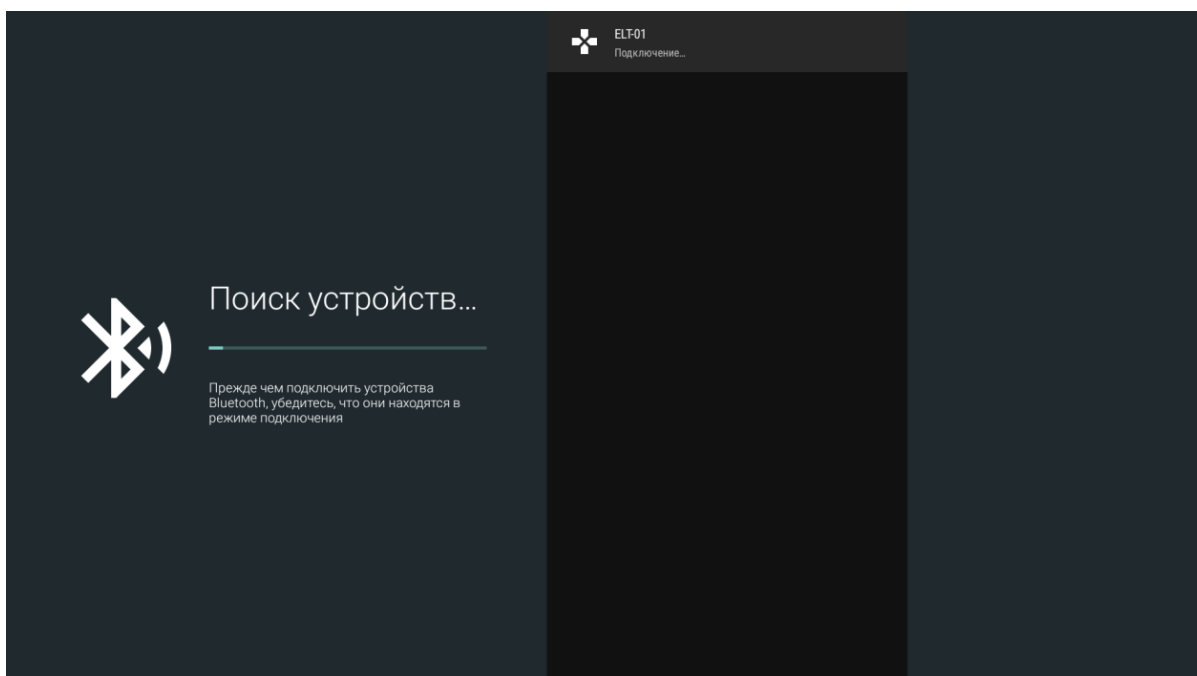 ELT-01
Подключение...
Поиск устройств...
Прежде чем подключить устройства
Bluetooth, убедитесь, что они находятся в
режиме подключения